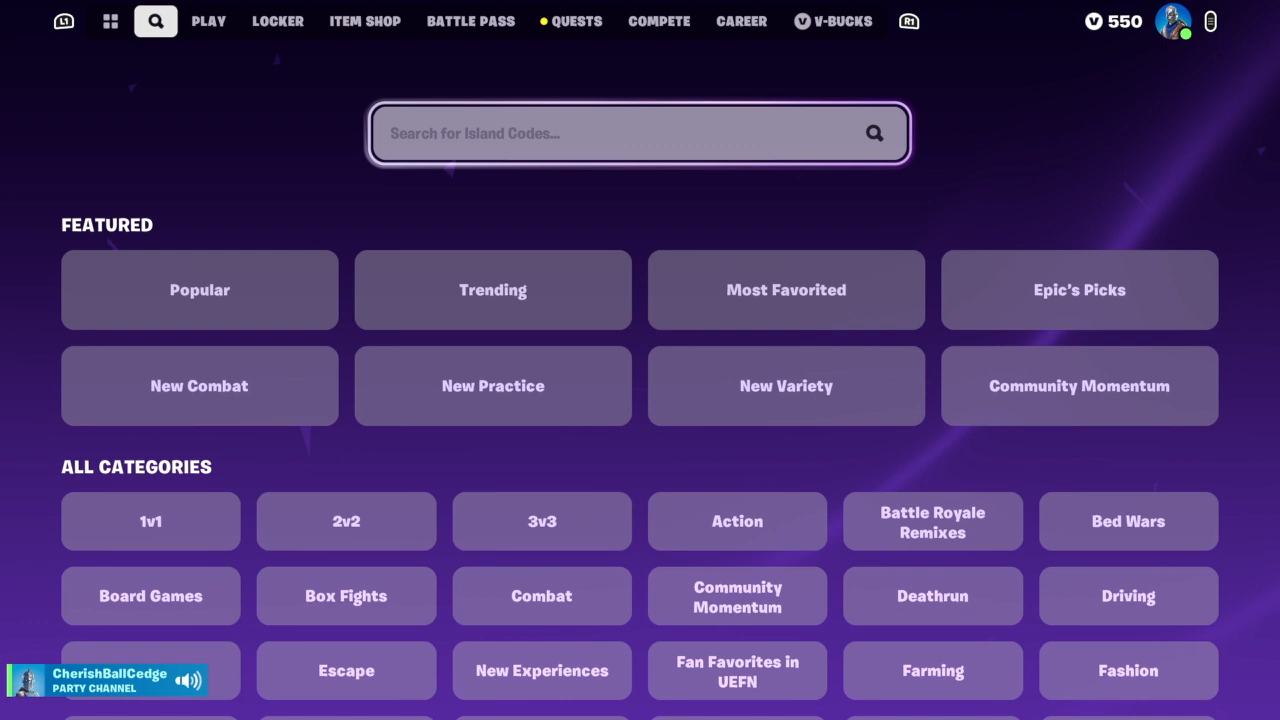 L1
PLAY
LOCKER
ITEM SHOP
BATTLE PASS
QUESTS
COMPETE
CAREER
V-BUCKS
R1
550
Search for Island Codes...
FEATURED
Popular
Trending
Most Favorited
Epic's Picks
New Combat
New Practice
New Variety
Community Momentum
ALL CATEGORIES
1v1
2v2
3v3
Action
Battle Royale
Remixes
Bed Wars
Board Games
Box Fights
Combat
Community
Momentum
Deathrun
Driving
Escape
New Experiences
Fan Favorites in
UEFN
Farming
Fashion
CherishBallCedge
PARTY CHANNEL